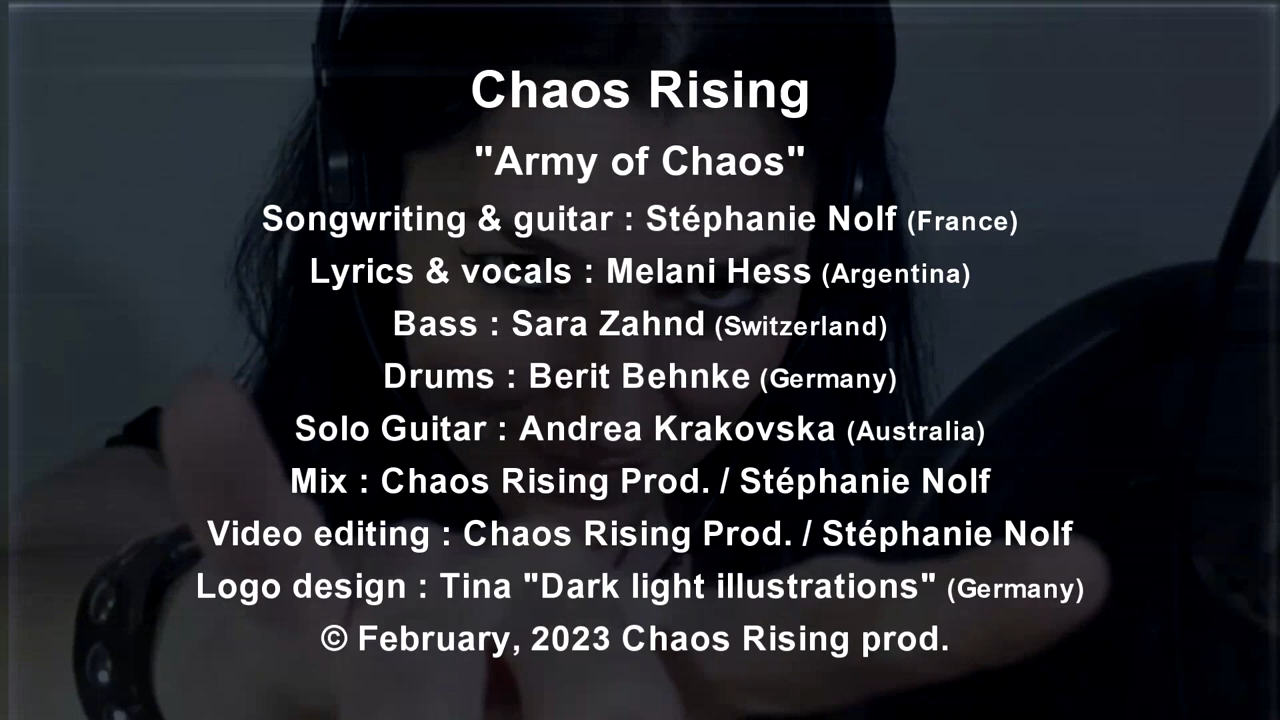 Chaos Rising
"Army of Chaos"
Songwriting & guitar : Stéphanie Nolf (France)
Lyrics & vocals : Melani Hess (Argentina)
Bass : Sara Zahnd (Switzerland)
Drums : Berit Behnke (Germany)
Solo Guitar : Andrea Krakovska (Australia)
Mix : Chaos Rising Prod. / Stéphanie Nolf
Video editing : Chaos Rising Prod. / Stéphanie Nolf
Logo design : Tina "Dark light illustrations" (Germany)
© February, 2023 Chaos Rising prod.